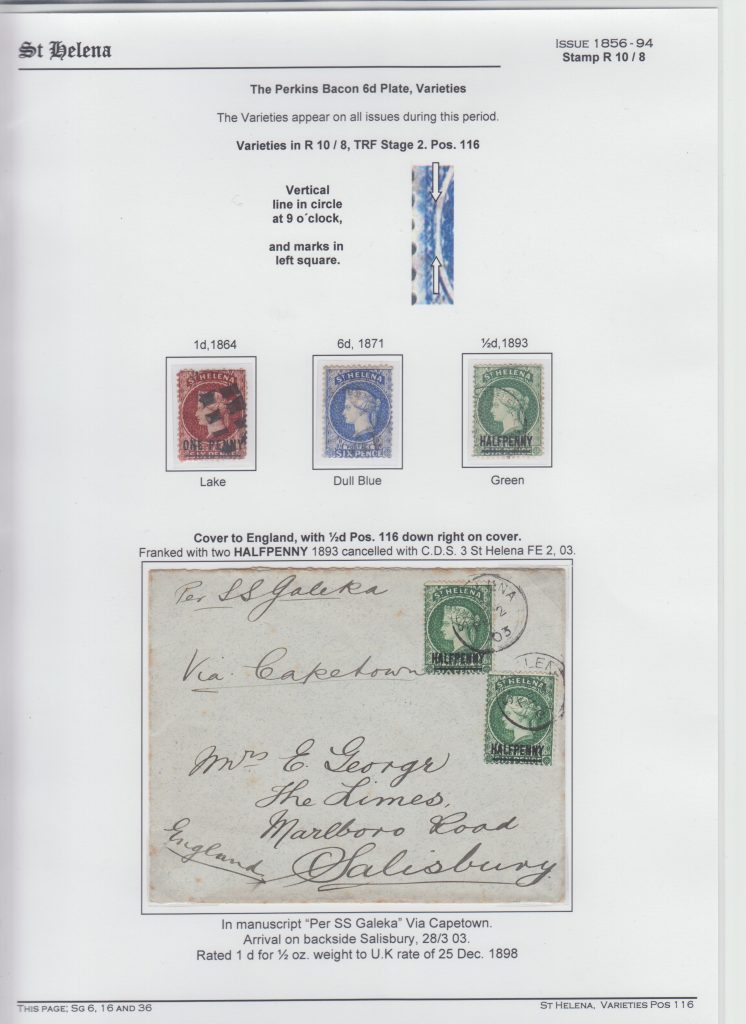 St Helena
ISSUE 1856 - 94
Stamp R 10 / 8
The Perkins Bacon 6d Plate, Varieties
The Varieties appear on all issues during this period.
Varieties in R 10 / 8, TRF Stage 2. Pos. 116
Vertical
line in circle
at 9 o´clock,
and marks in
left square.
1d,1864
6d, 1871
½d,1893
ST HELENA
ONE PENNY
SIX PENCE
ST HELENA
SIX PENCE
ST HELENA
HALFPENNY
Lake
Dull Blue
Green
Cover to England, with ½d Pos. 116 down right on cover.
Franked with two HALFPENNY 1893 cancelled with C.D.S. 3 St Helena FE 2, 03.
Per SS Galeka
ST HELENA
HALFPENNY
03
Via Capetown
ST HELENA
HALFPENNY
Mrs E. George
The Limes,
Marlboro Road
England
Salisbury
In manuscript “Per SS Galeka” Via Capetown.
Arrival on backside Salisbury, 28/3 03.
Rated 1 d for ½ oz. weight to U.K rate of 25 Dec. 1898
THIS PAGE; SG 6, 16 AND 36
ST HELENA, VARIETIES POS 116